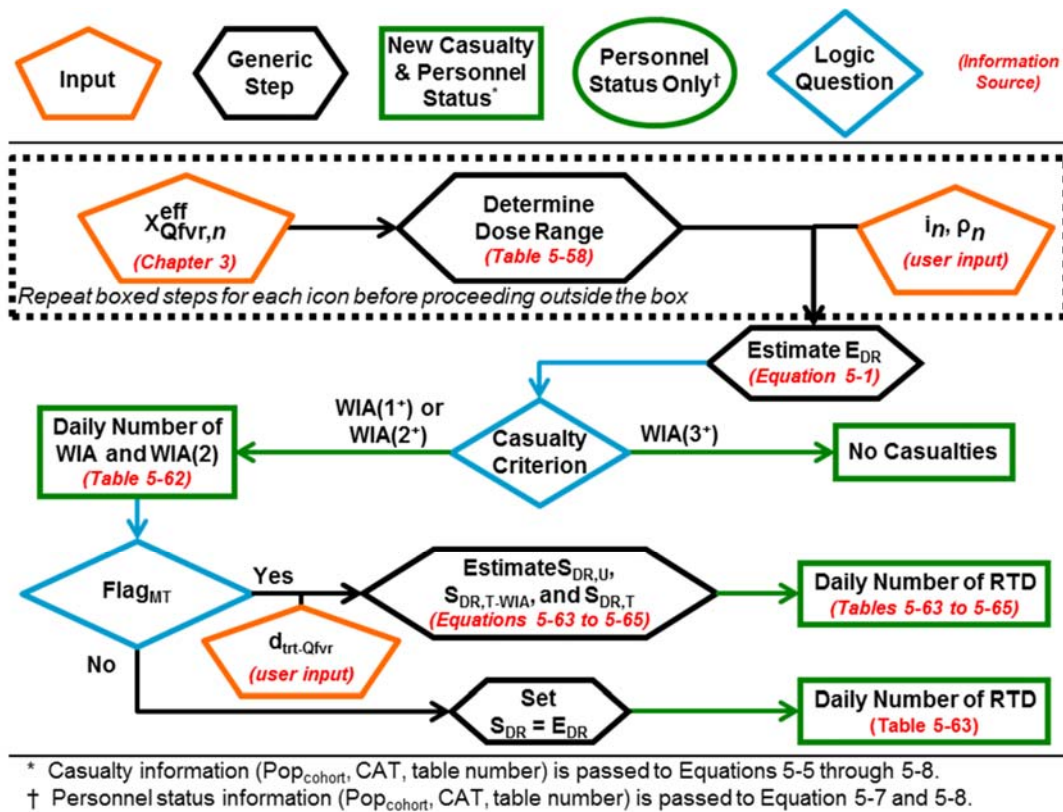 Input
Generic
Step
New Casualty
& Personnel
Status*
Personnel
Status Only†
Logic
Question
(Information
Source)
X^eff_Qfvr,n
(Chapter 3)
Determine
Dose Range
(Table 5-58)
i_n, ρ_n
(user input)
Repeat boxed steps for each icon before proceeding outside the box
Estimate E_DR
(Equation 5-1)
Daily Number of
WIA and WIA(2)
(Table 5-62)
WIA(1⁺) or
WIA(2⁺)
Casualty
Criterion
WIA(3⁺)
No Casualties
Flag_MT
Yes
EstimateS_DR,U,
S_DR,T-WIA, and S_DR,T
(Equations 5-63 to 5-65)
Daily Number of RTD
(Tables 5-63 to 5-65)
d_trt-Qfvr
(user input)
No
Set
S_DR = E_DR
Daily Number of RTD
(Table 5-63)
* Casualty information (Pop_cohort, CAT, table number) is passed to Equations 5-5 through 5-8.
† Personnel status information (Pop_cohort, CAT, table number) is passed to Equation 5-7 and 5-8.